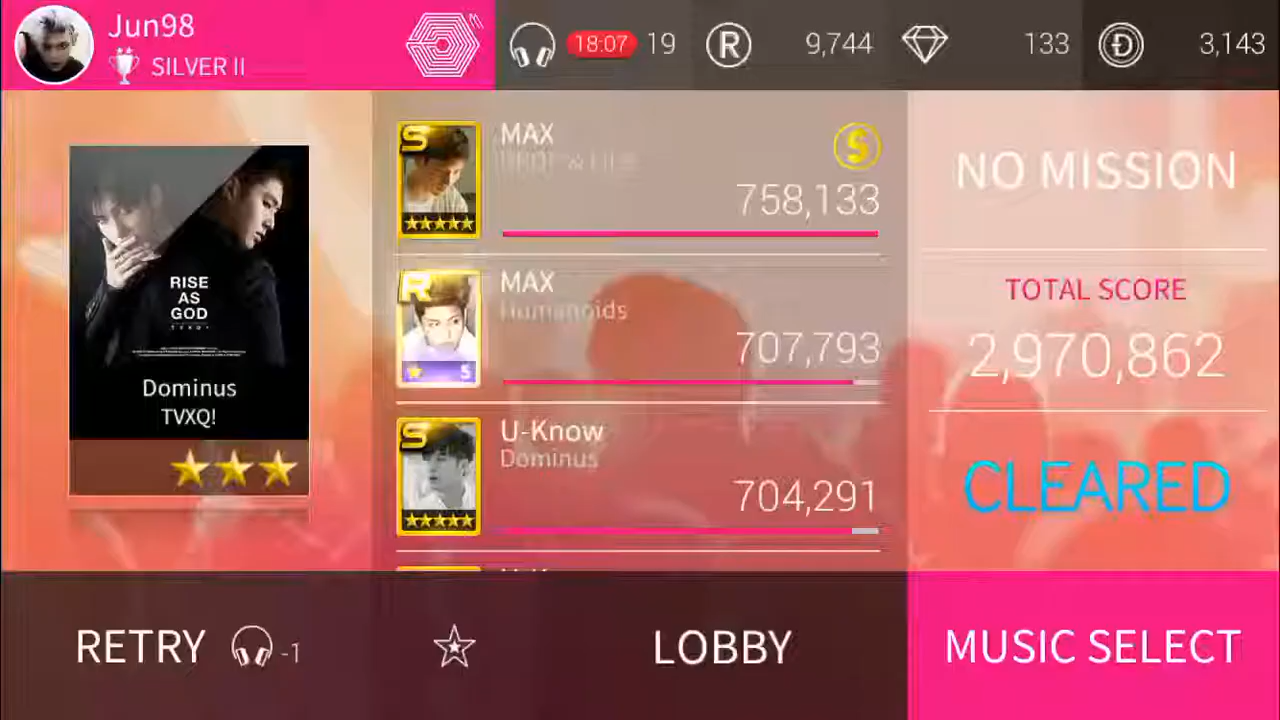 Jun98
SILVER II
18:07 19
R 9,744
133
3,143
RISE
AS
GOD
TVXQ!
Dominus
TVXQ!
S
MAX
S
758,133
R
MAX
Humanoids
707,793
5
S
U-Know
Dominus
704,291
NO MISSION
TOTAL SCORE
2,970,862
CLEARED
RETRY -1
LOBBY
MUSIC SELECT